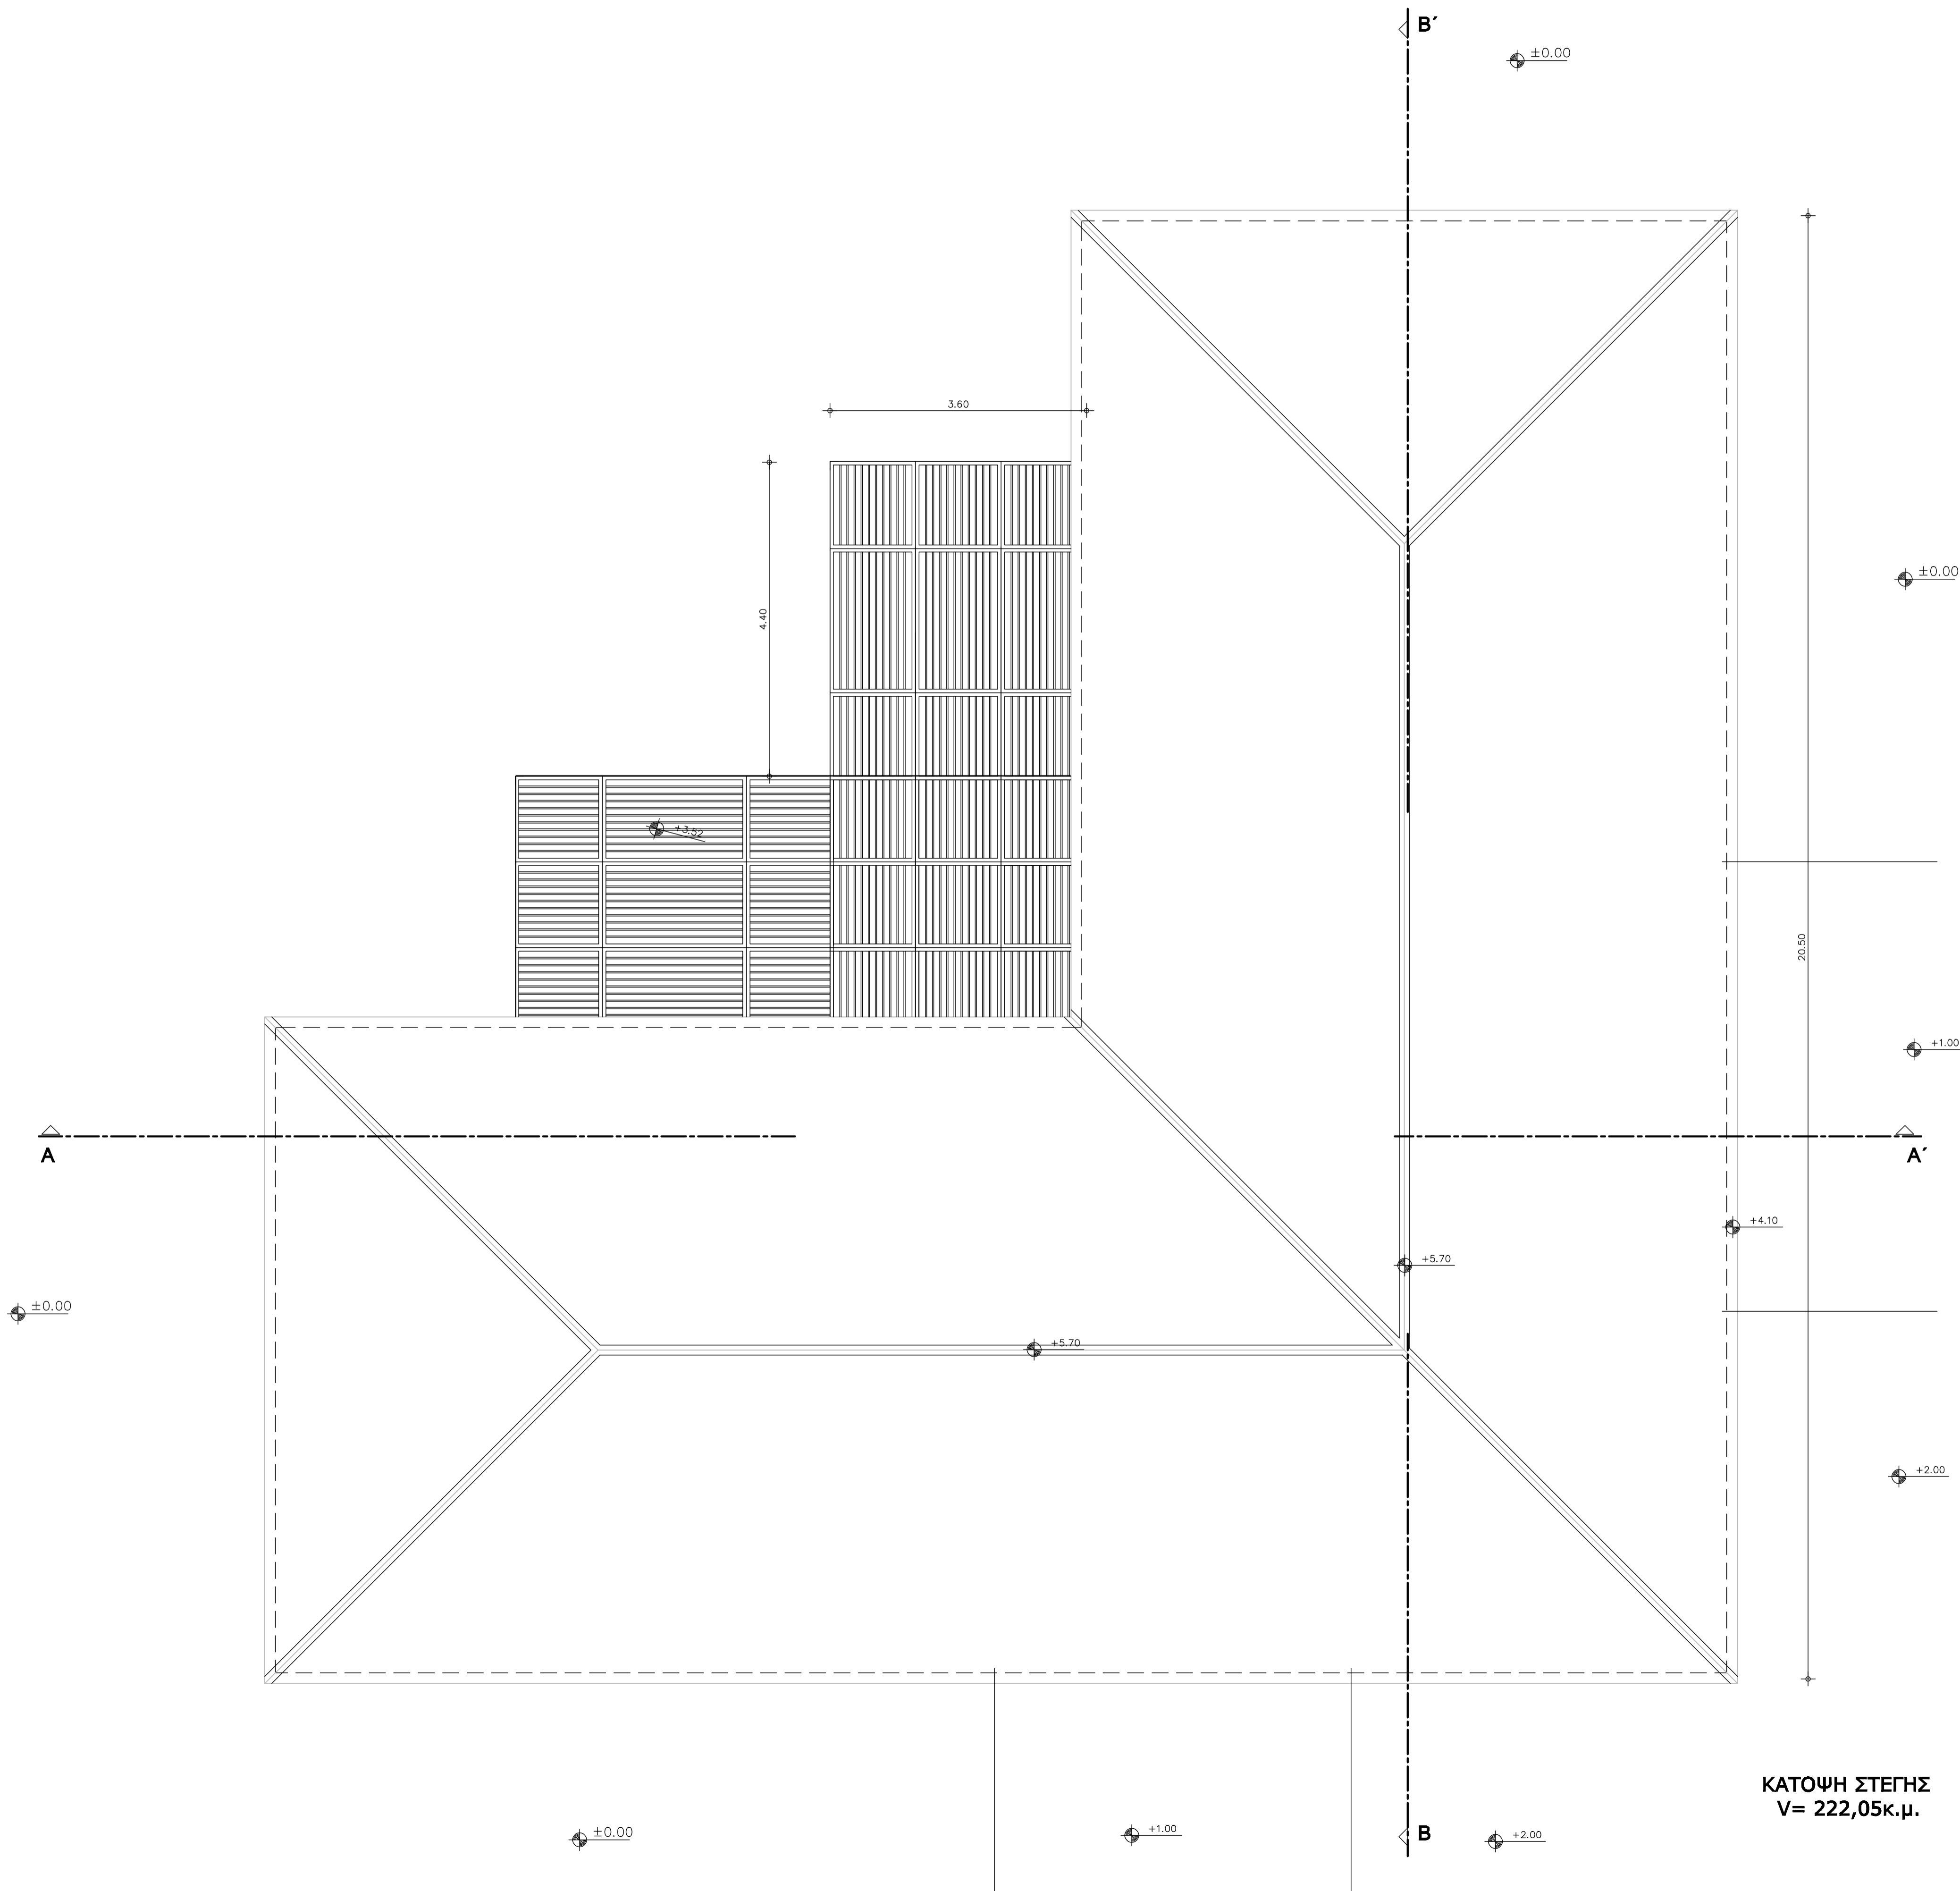 B´
±0.00
3.60
4.40
±0.00
+3.52
20.50
+1.00
A
A´
+4.10
+5.70
±0.00
+5.70
+2.00
ΚΑΤΟΨΗ ΣΤΕΓΗΣ
V= 222,05κ.μ.
±0.00
+1.00
B
+2.00